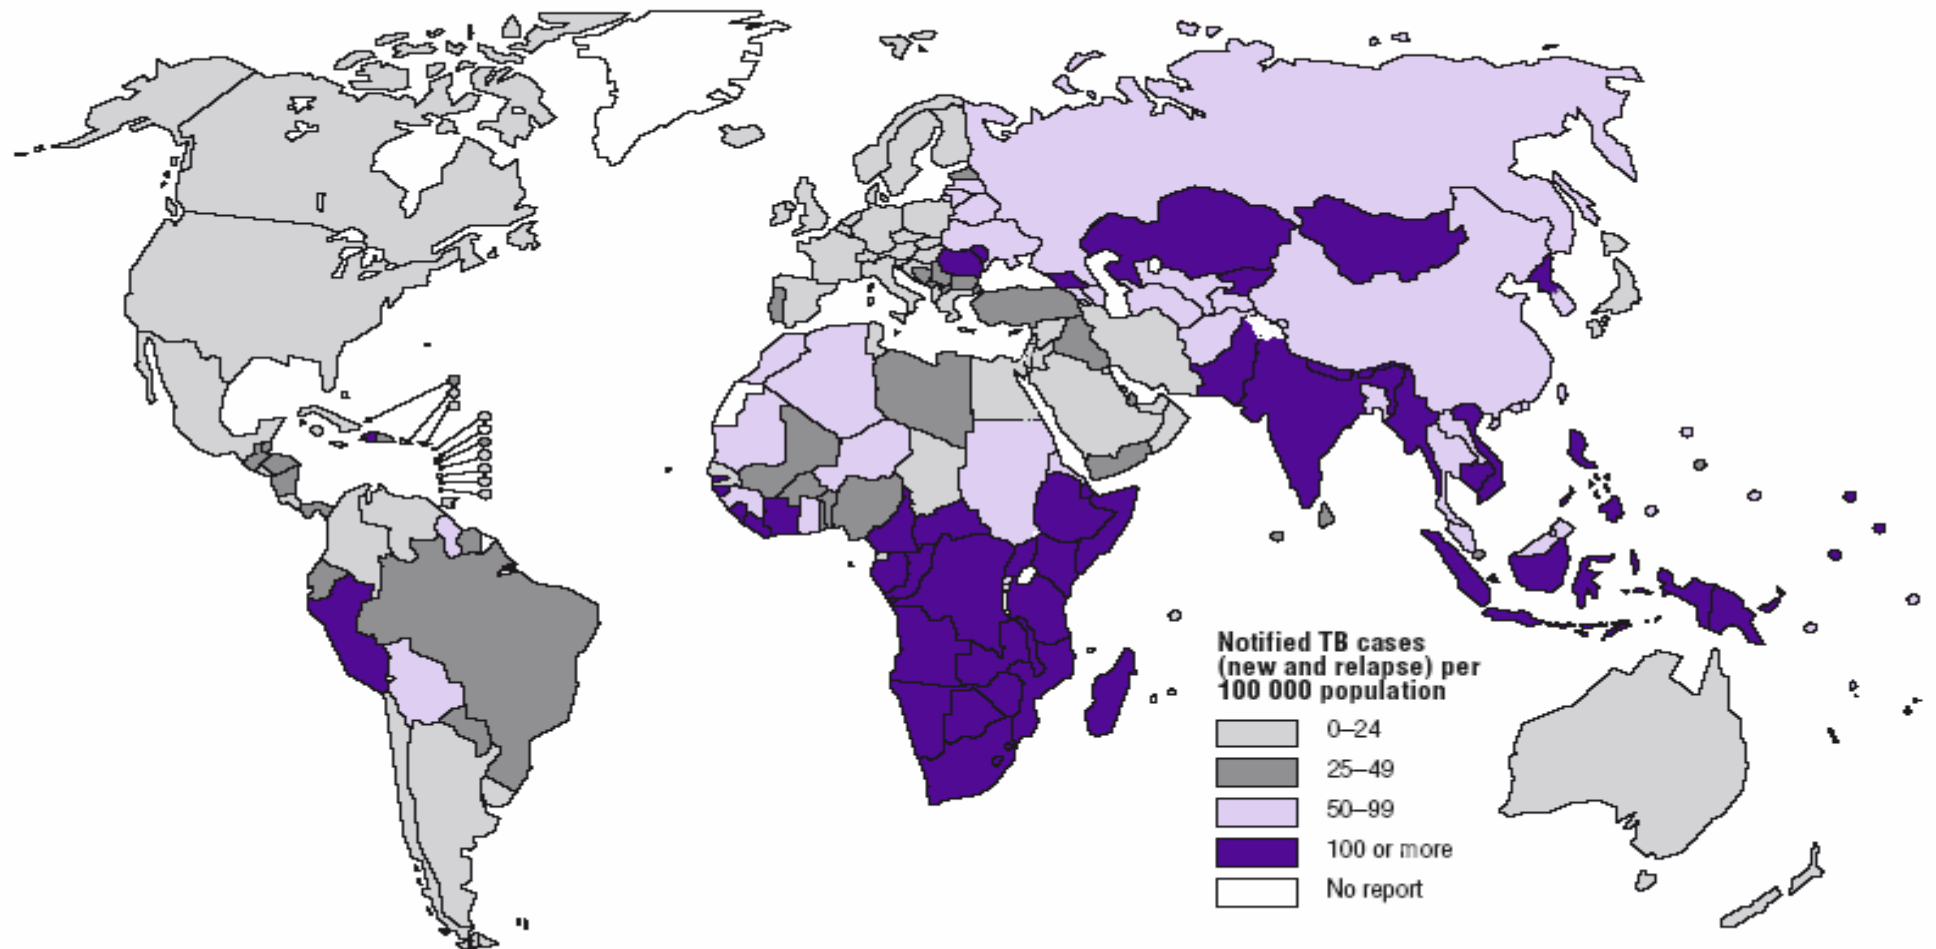 Notified TB cases
(new and relapse) per
100 000 population
0–24
25–49
50–99
100 or more
No report